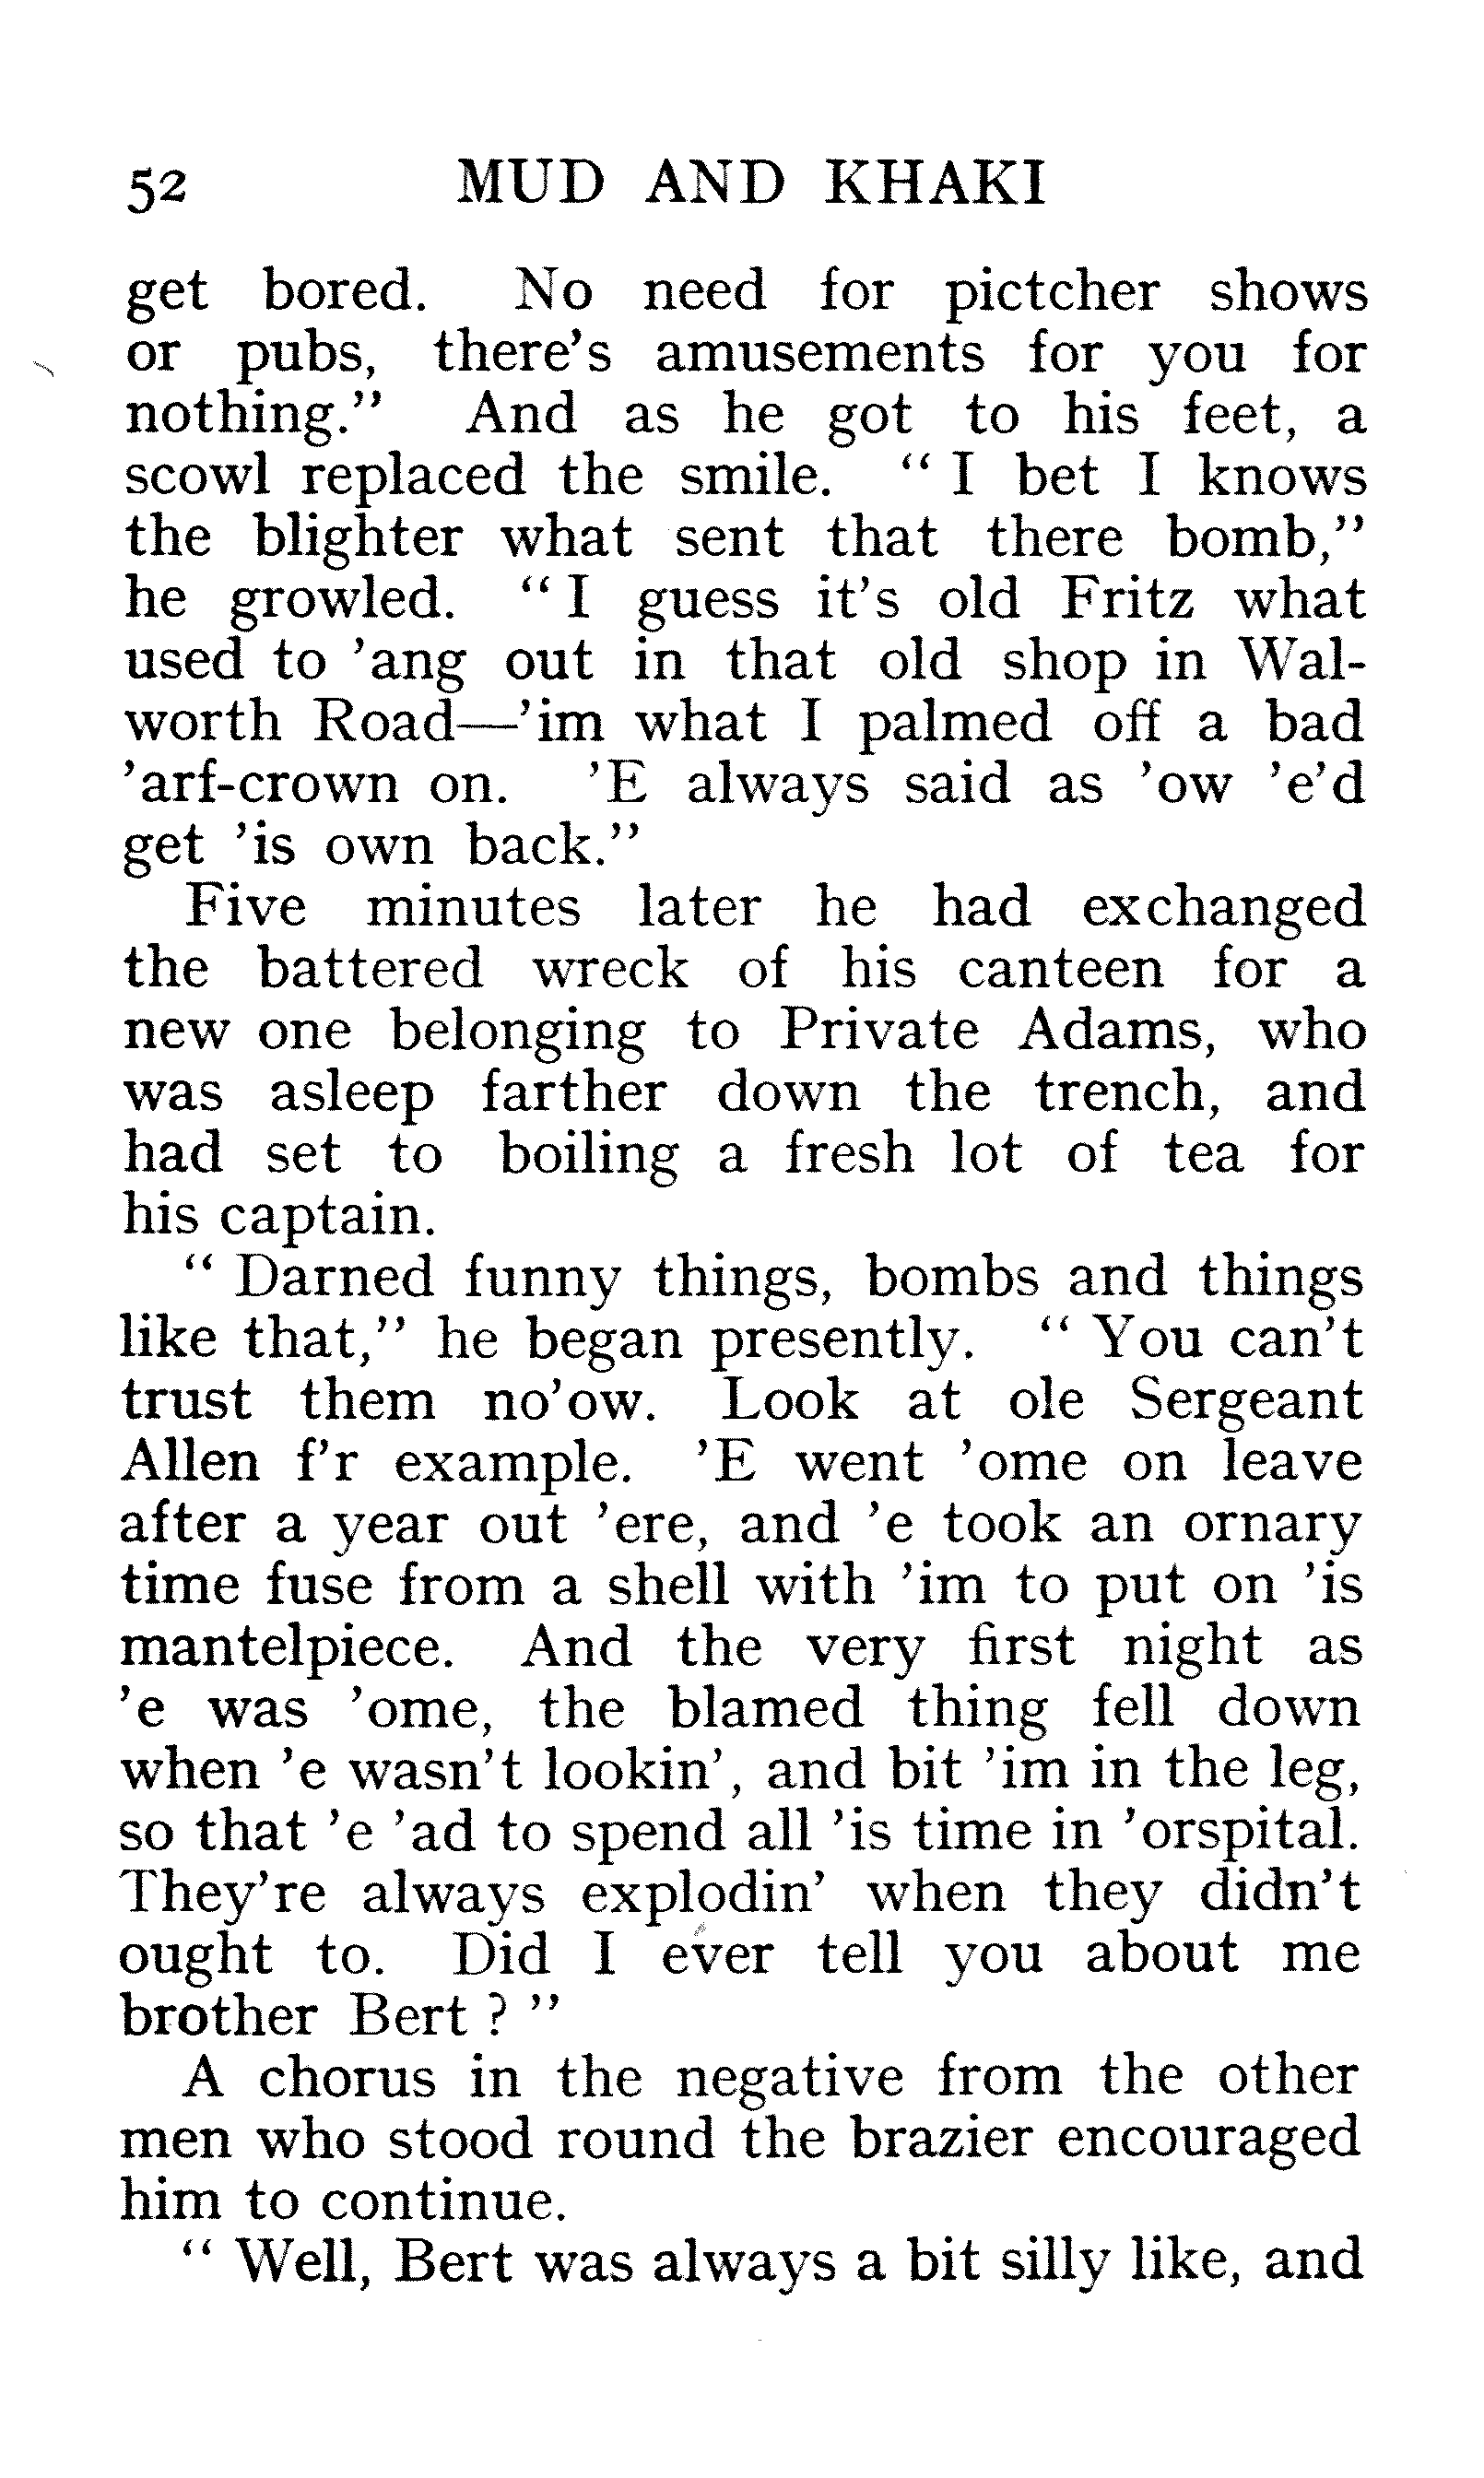 52 MUD AND KHAKI
get bored. No need for pictcher shows
or pubs, there's amusements for you for
nothing." And as he got to his feet, a
scowl replaced the smile. "I bet I knows
the blighter what sent that there bomb,"
he growled. "I guess it's old Fritz what
used to 'ang out in that old shop in Wal-
worth Road—'im what I palmed off a bad
'arf-crown on. 'E always said as 'ow 'e'd
get 'is own back."
Five minutes later he had exchanged
the battered wreck of his canteen for a
new one belonging to Private Adams, who
was asleep farther down the trench, and
had set to boiling a fresh lot of tea for
his captain.
"Darned funny things, bombs and things
like that," he began presently. "You can't
trust them no'ow. Look at ole Sergeant
Allen f'r example. 'E went 'ome on leave
after a year out 'ere, and 'e took an ornary
time fuse from a shell with 'im to put on 'is
mantelpiece. And the very first night as
'e was 'ome, the blamed thing fell down
when 'e wasn't lookin', and bit 'im in the leg,
so that 'e 'ad to spend all 'is time in 'orspital.
They're always explodin' when they didn't
ought to. Did I ever tell you about me
brother Bert ? "
A chorus in the negative from the other
men who stood round the brazier encouraged
him to continue.
"Well, Bert was always a bit silly like, and